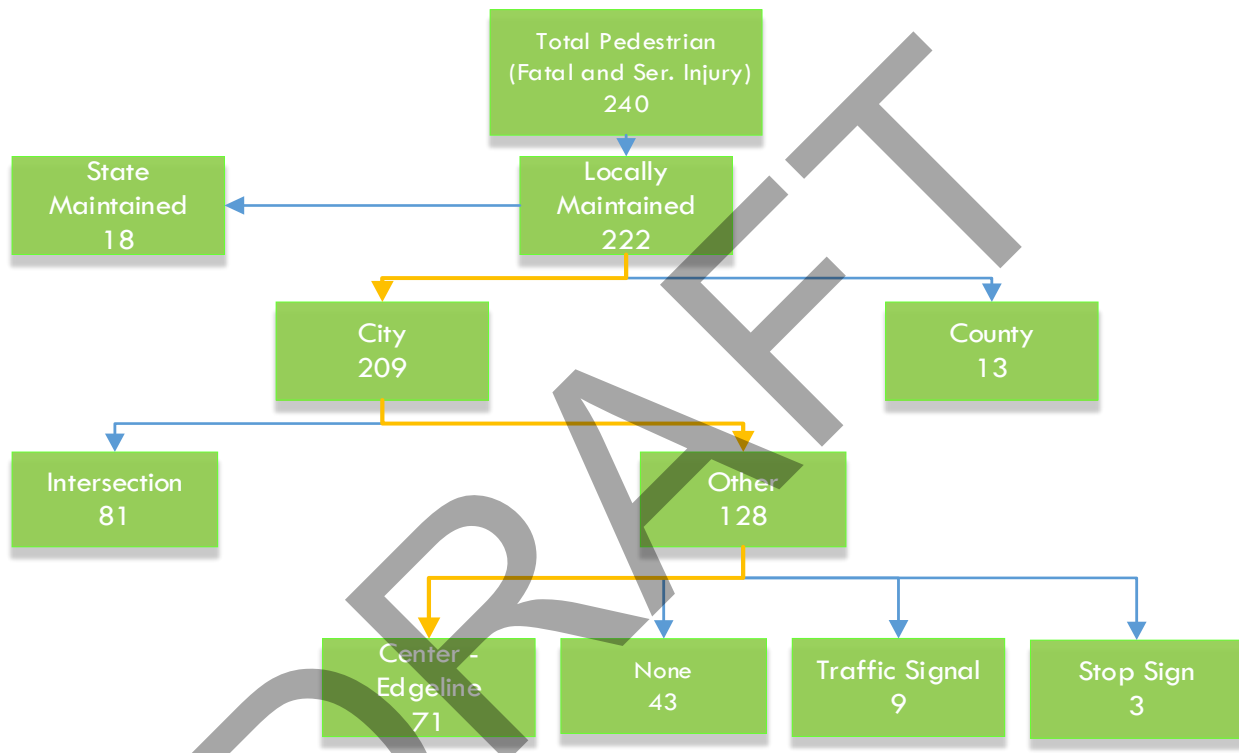 Total Pedestrian
(Fatal and Ser. Injury)
240
State
Maintained
18
Locally
Maintained
222
City
209
County
13
Intersection
81
Other
128
Center -
Edgeline
71
None
43
Traffic Signal
9
Stop Sign
3
DRAFT